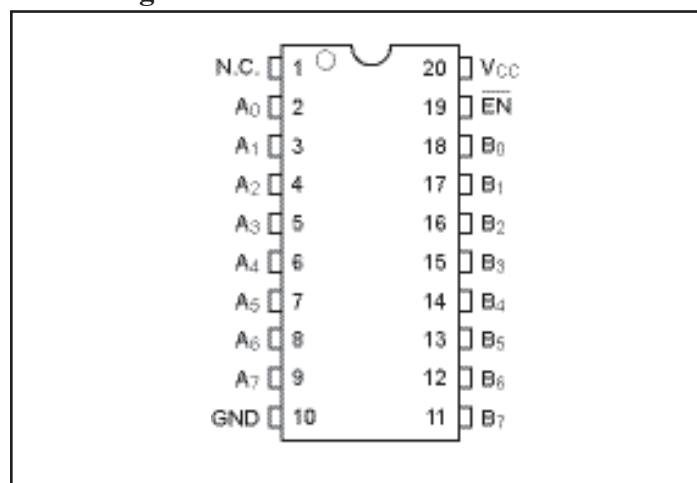 N.C. 1 20 VCC
A0 2 19 EN
A1 3 18 B0
A2 4 17 B1
A3 5 16 B2
A4 6 15 B3
A5 7 14 B4
A6 8 13 B5
A7 9 12 B6
GND 10 11 B7